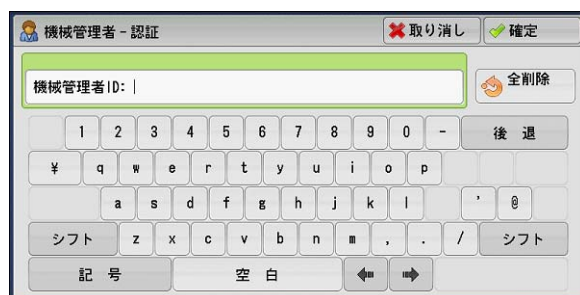 機械管理者 - 認証 取り消し 確定
機械管理者ID: 全削除
1 2 3 4 5 6 7 8 9 0 - 後 退
¥ q w e r t y u i o p
a s d f g h j k l ' @
シフト z x c v b n m , . / シフト
記 号 空 白